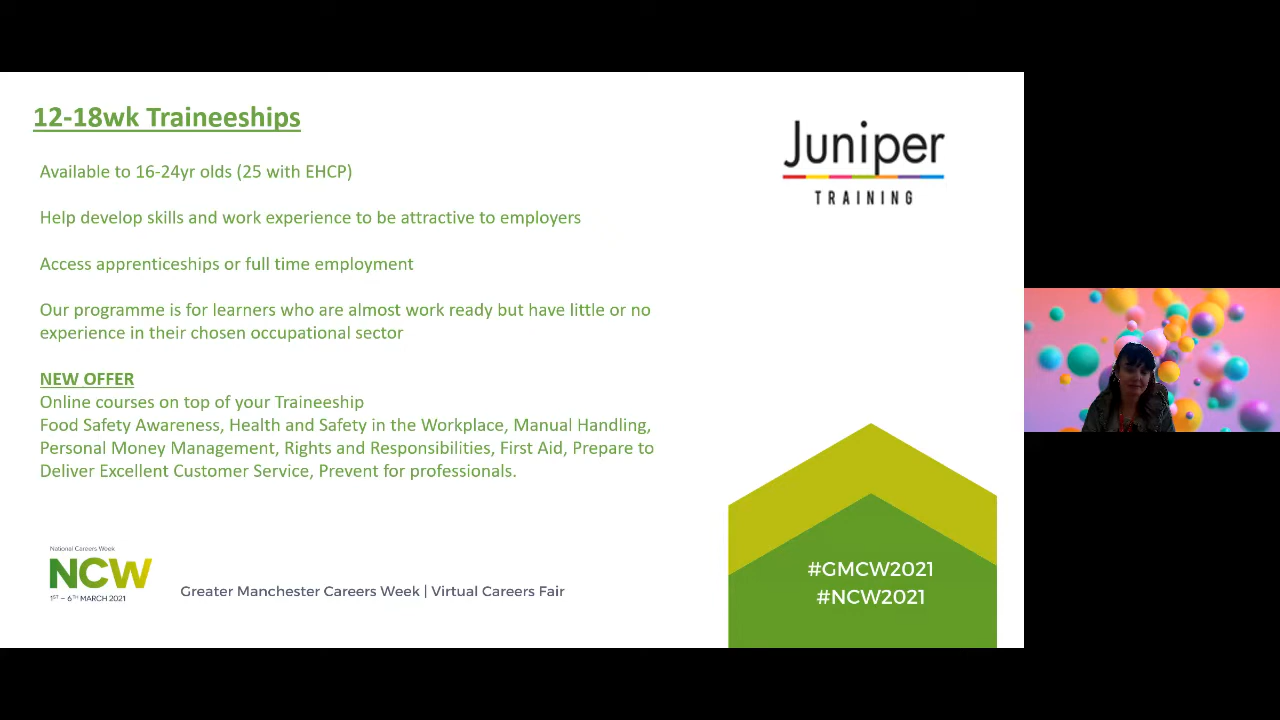 12-18wk Traineeships
Available to 16-24yr olds (25 with EHCP)
Help develop skills and work experience to be attractive to employers
Access apprenticeships or full time employment
Our programme is for learners who are almost work ready but have little or no
experience in their chosen occupational sector
NEW OFFER
Online courses on top of your Traineeship
Food Safety Awareness, Health and Safety in the Workplace, Manual Handling,
Personal Money Management, Rights and Responsibilities, First Aid, Prepare to
Deliver Excellent Customer Service, Prevent for professionals.
Juniper
TRAINING
National Careers Week
NCW
1ST – 6TH MARCH 2021
Greater Manchester Careers Week | Virtual Careers Fair
#GMCW2021
#NCW2021